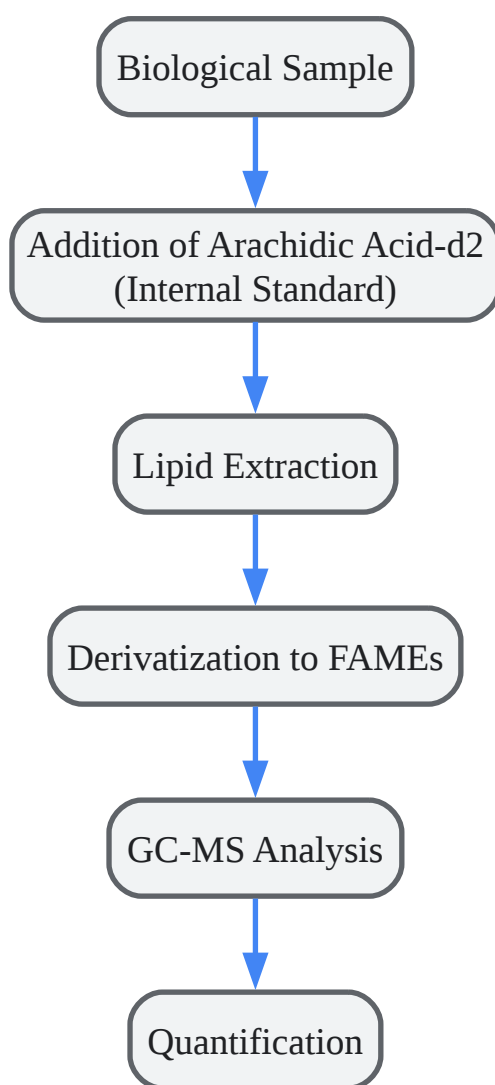 Biological Sample
Addition of Arachidic Acid-d2
(Internal Standard)
Lipid Extraction
Derivatization to FAMEs
GC-MS Analysis
Quantification